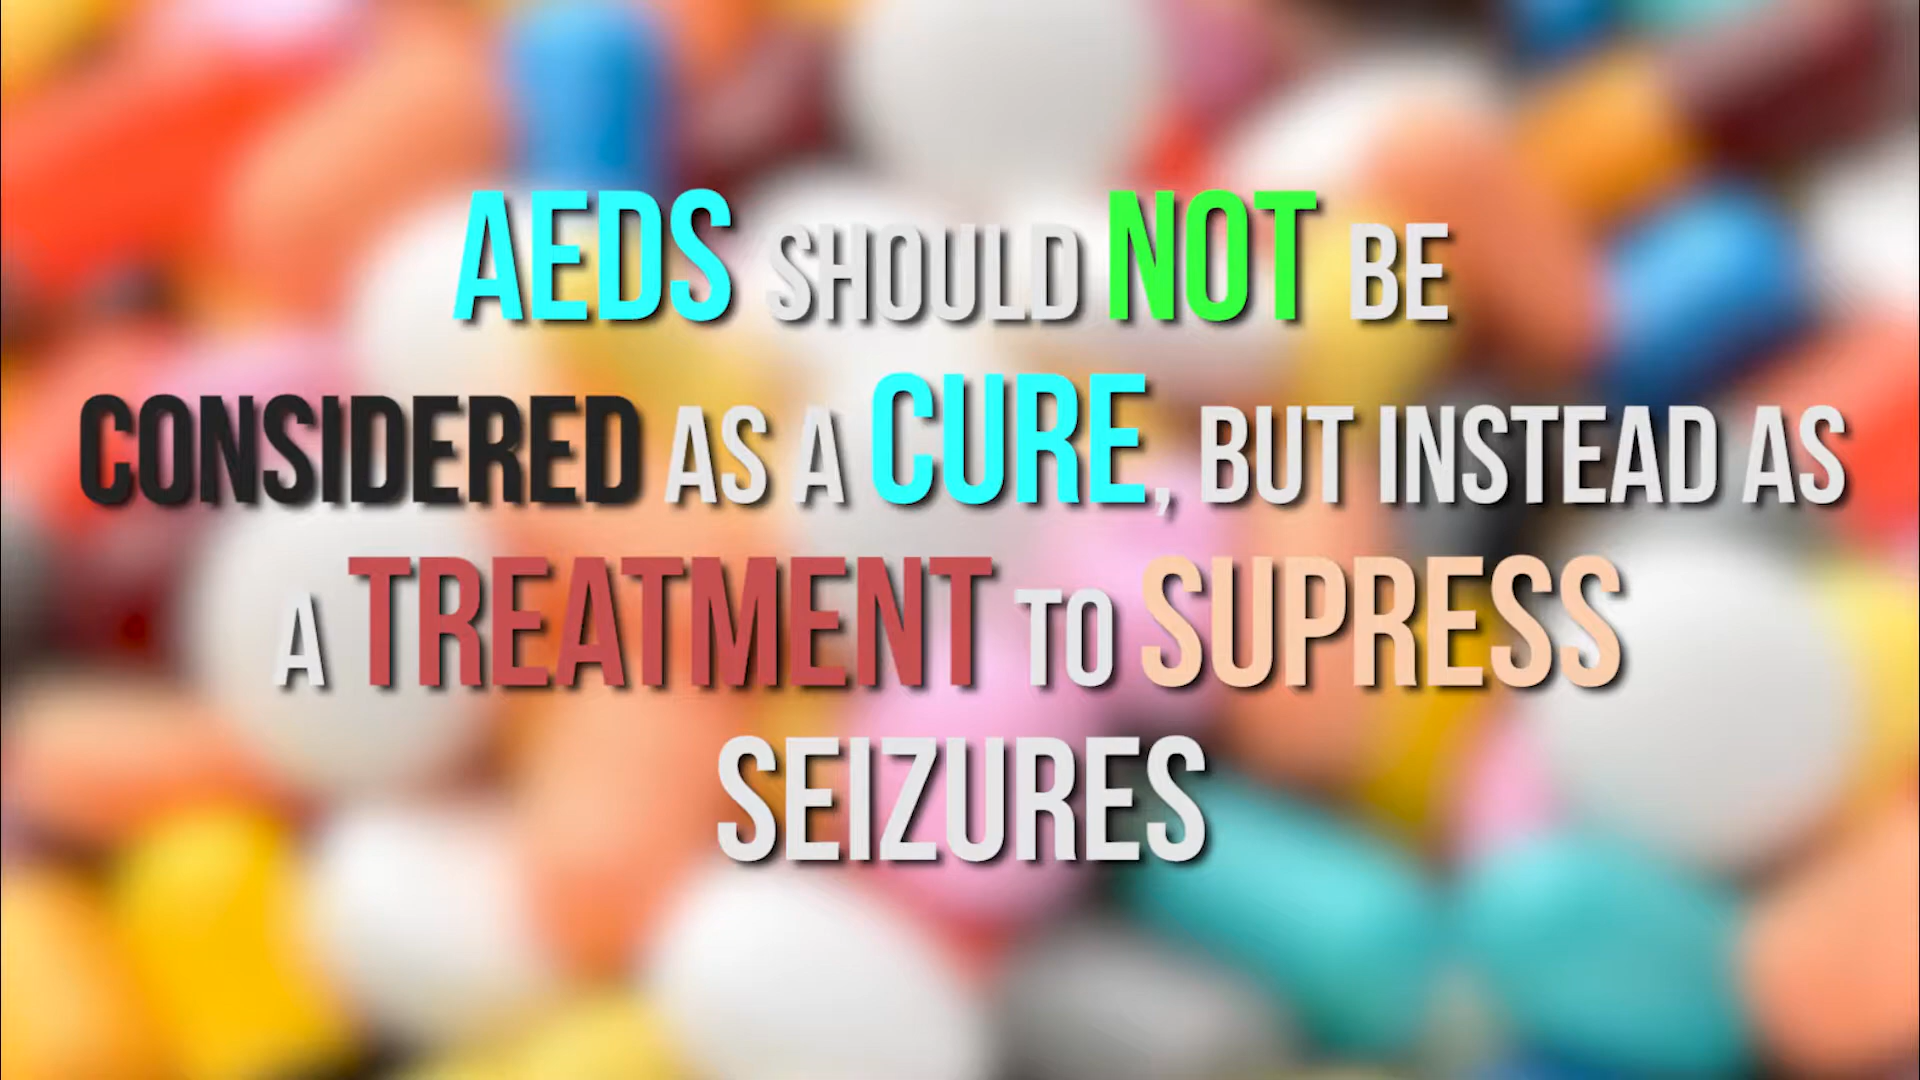 AEDS SHOULD NOT BE
CONSIDERED AS A CURE, BUT INSTEAD AS
A TREATMENT TO SUPRESS
SEIZURES